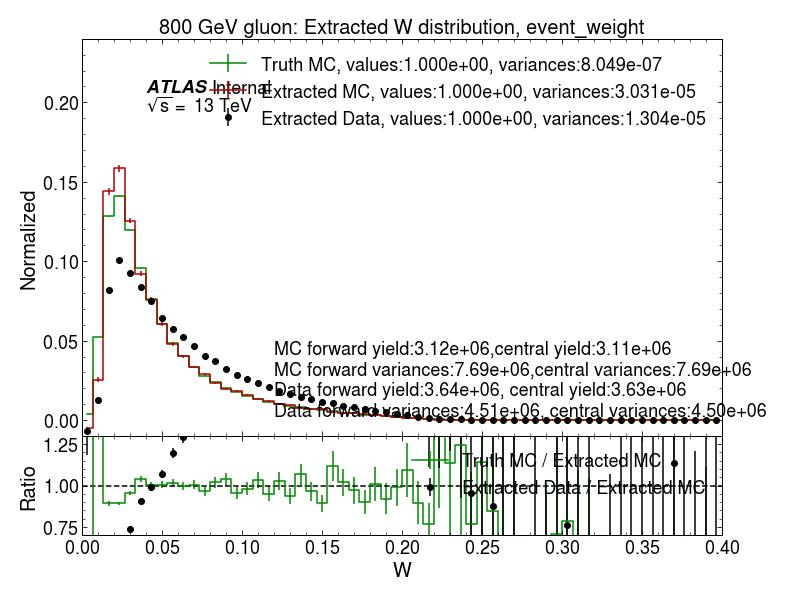 800 GeV gluon: Extracted W distribution, event_weight
Truth MC, values:1.000e+00, variances:8.049e-07
ATLAS Internal
Extracted MC, values:1.000e+00, variances:3.031e-05
√s = 13 TeV
Extracted Data, values:1.000e+00, variances:1.304e-05
Normalized
0.20
0.15
0.10
0.05
0.00
MC forward yield:3.12e+06,central yield:3.11e+06
MC forward variances:7.69e+06,central variances:7.69e+06
Data forward yield:3.64e+06, central yield:3.63e+06
Data forward variances:4.51e+06, central variances:4.50e+06
Ratio
1.25
1.00
0.75
Truth MC / Extracted MC
Extracted Data / Extracted MC
0.00 0.05 0.10 0.15 0.20 0.25 0.30 0.35 0.40
W